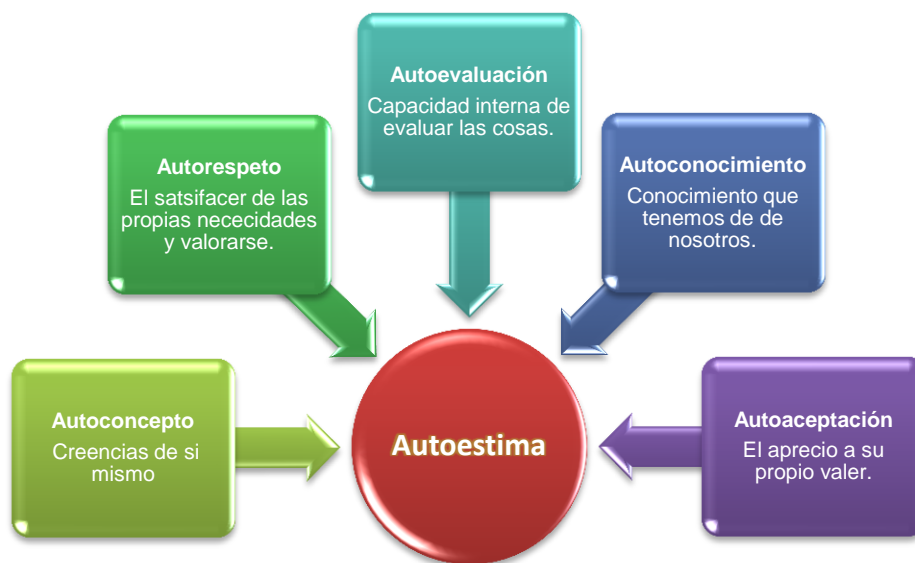 Autoevaluación
Capacidad interna de
evaluar las cosas.
Autorespeto
El satsifacer de las
propias nececidades
y valorarse.
Autoconocimiento
Conocimiento que
tenemos de de
nosotros.
Autoconcepto
Creencias de si
mismo
Autoestima
Autoaceptación
El aprecio a su
propio valer.